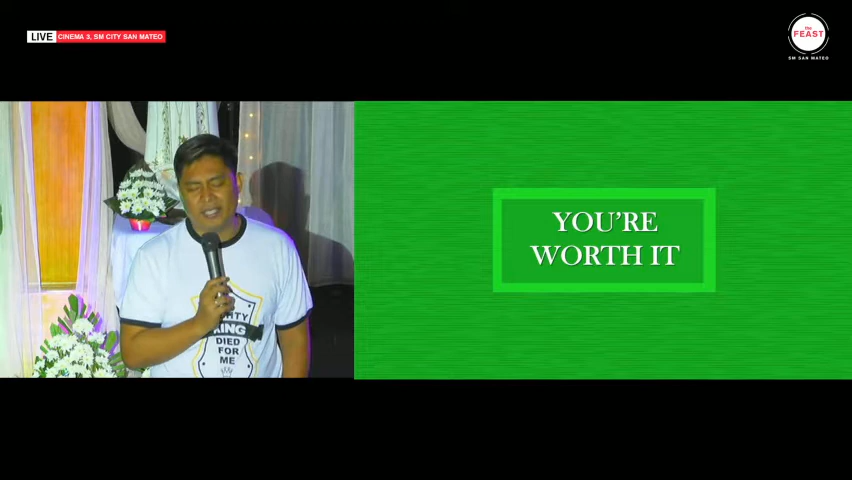 LIVE CINEMA 3, SM CITY SAN MATEO
the
FEAST
SM SAN MATEO
YOU'RE
WORTH IT
KING
DIED
FOR
ME